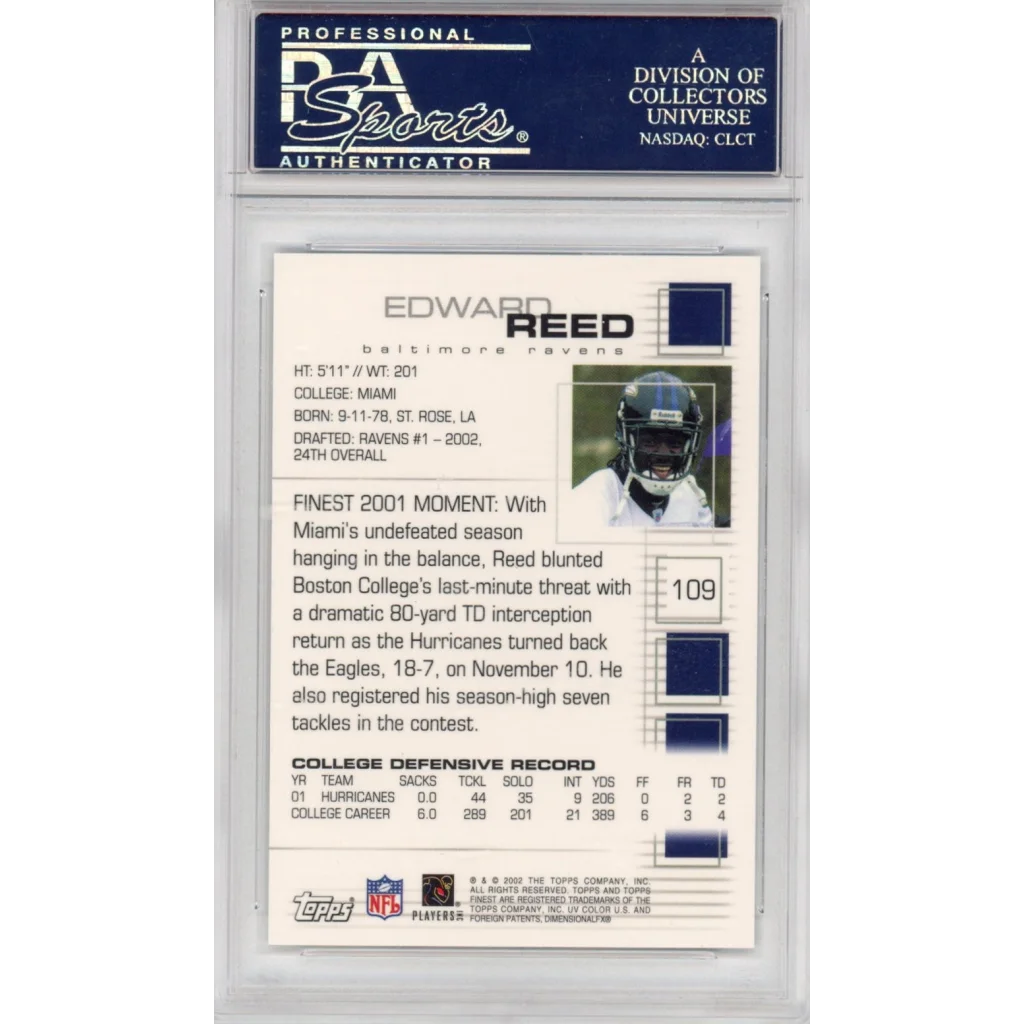 PROFESSIONAL
PSA
Sports®
AUTHENTICATOR
A
DIVISION OF
COLLECTORS
UNIVERSE
NASDAQ: CLCT
EDWARD
REED
baltimore ravens
HT: 5'11" // WT: 201
COLLEGE: MIAMI
BORN: 9-11-78, ST. ROSE, LA
DRAFTED: RAVENS #1 – 2002,
24TH OVERALL
FINEST 2001 MOMENT: With
Miami's undefeated season
hanging in the balance, Reed blunted
Boston College's last-minute threat with
a dramatic 80-yard TD interception
return as the Hurricanes turned back
the Eagles, 18-7, on November 10. He
also registered his season-high seven
tackles in the contest.
109
COLLEGE DEFENSIVE RECORD
YR TEAM SACKS TCKL SOLO INT YDS FF FR TD
01 HURRICANES 0.0 44 35 9 206 0 2 2
COLLEGE CAREER 6.0 289 201 21 389 6 3 4
Topps®
NFL
PLAYERS INC
® & © 2002 THE TOPPS COMPANY, INC.
ALL RIGHTS RESERVED. TOPPS AND TOPPS
FINEST ARE REGISTERED TRADEMARKS OF THE
TOPPS COMPANY, INC. UV COLOR U.S. AND
FOREIGN PATENTS, DIMENSIONALFX®